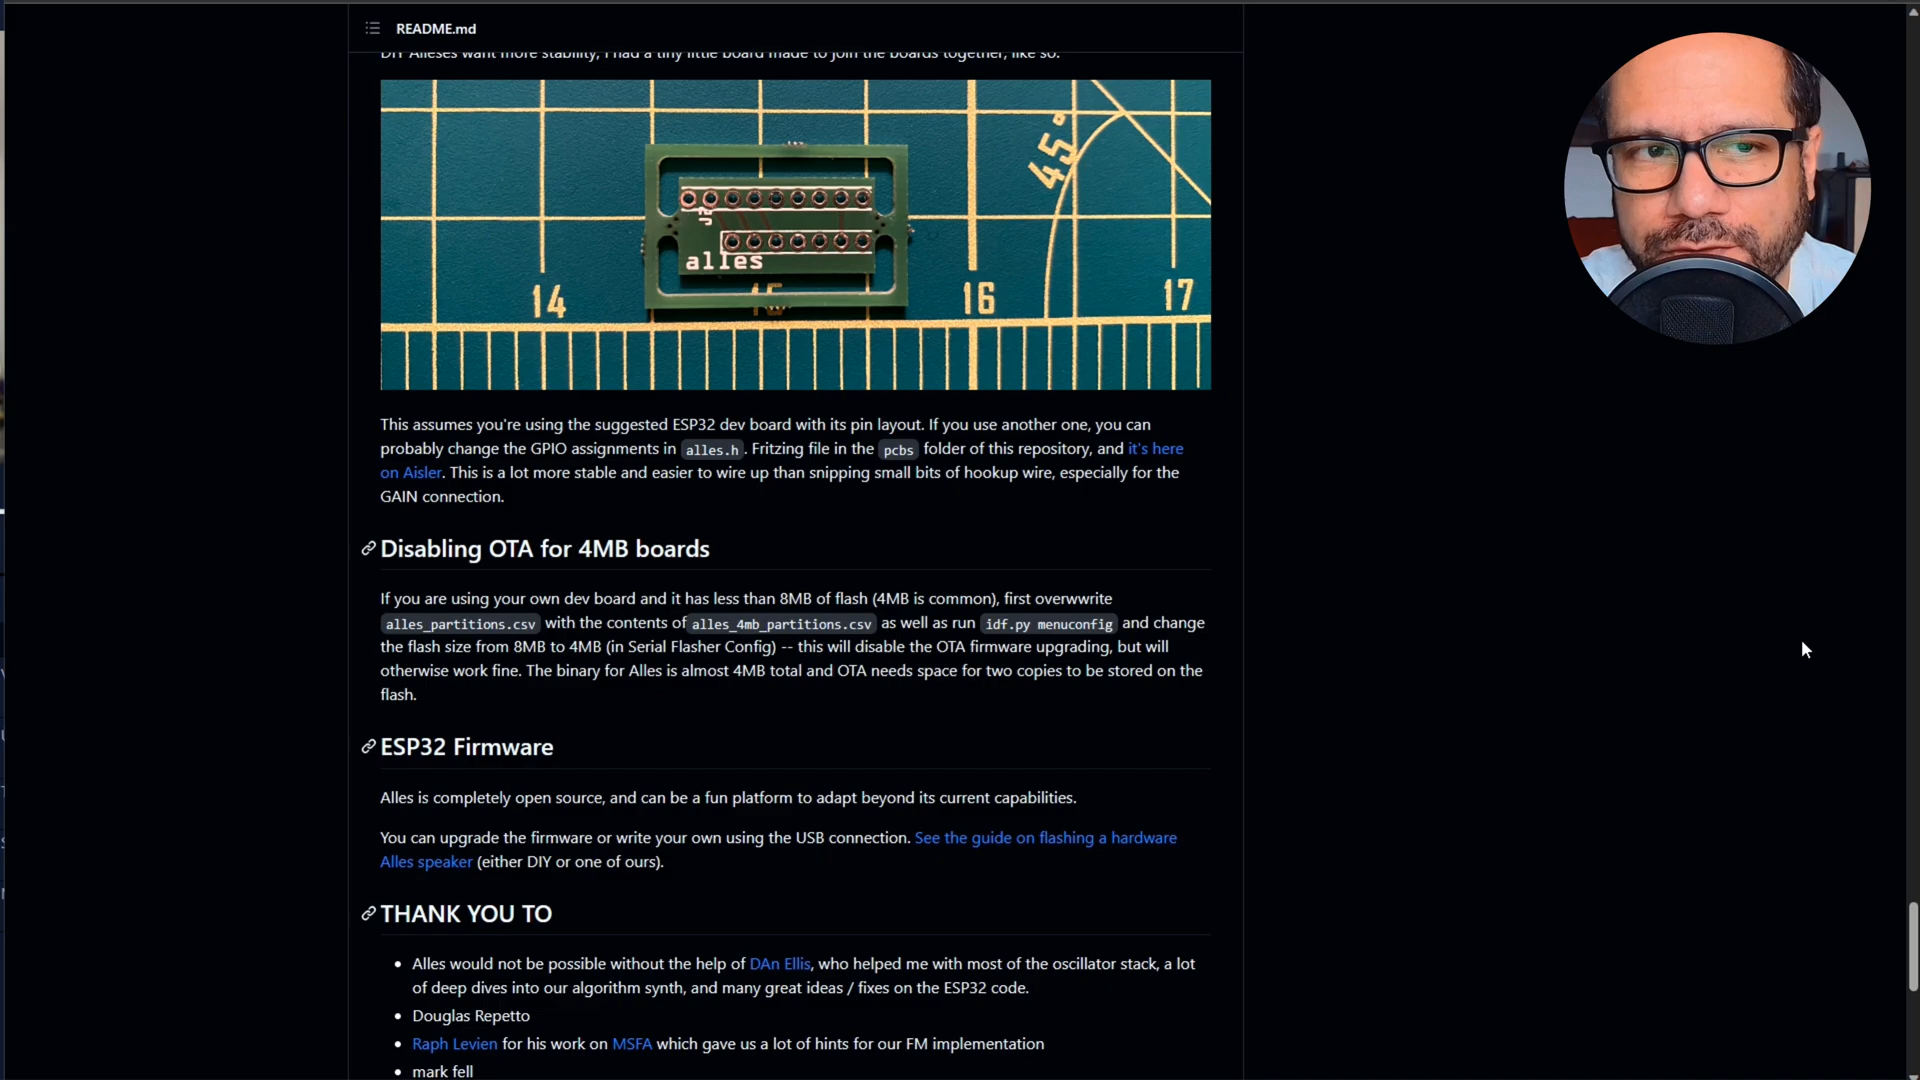 README.md
DIY Alleses want more stability, I had a tiny little board made to join the boards together, like so:
45°
alles
14
15
16
17
This assumes you're using the suggested ESP32 dev board with its pin layout. If you use another one, you can
probably change the GPIO assignments in alles.h. Fritzing file in the pcbs folder of this repository, and it's here
on Aisler. This is a lot more stable and easier to wire up than snipping small bits of hookup wire, especially for the
GAIN connection.
Disabling OTA for 4MB boards
If you are using your own dev board and it has less than 8MB of flash (4MB is common), first overwwrite
alles_partitions.csv with the contents of alles_4mb_partitions.csv as well as run idf.py menuconfig and change
the flash size from 8MB to 4MB (in Serial Flasher Config) -- this will disable the OTA firmware upgrading, but will
otherwise work fine. The binary for Alles is almost 4MB total and OTA needs space for two copies to be stored on the
flash.
ESP32 Firmware
Alles is completely open source, and can be a fun platform to adapt beyond its current capabilities.
You can upgrade the firmware or write your own using the USB connection. See the guide on flashing a hardware
Alles speaker (either DIY or one of ours).
THANK YOU TO
• Alles would not be possible without the help of DAn Ellis, who helped me with most of the oscillator stack, a lot
of deep dives into our algorithm synth, and many great ideas / fixes on the ESP32 code.
• Douglas Repetto
• Raph Levien for his work on MSFA which gave us a lot of hints for our FM implementation
• mark fell